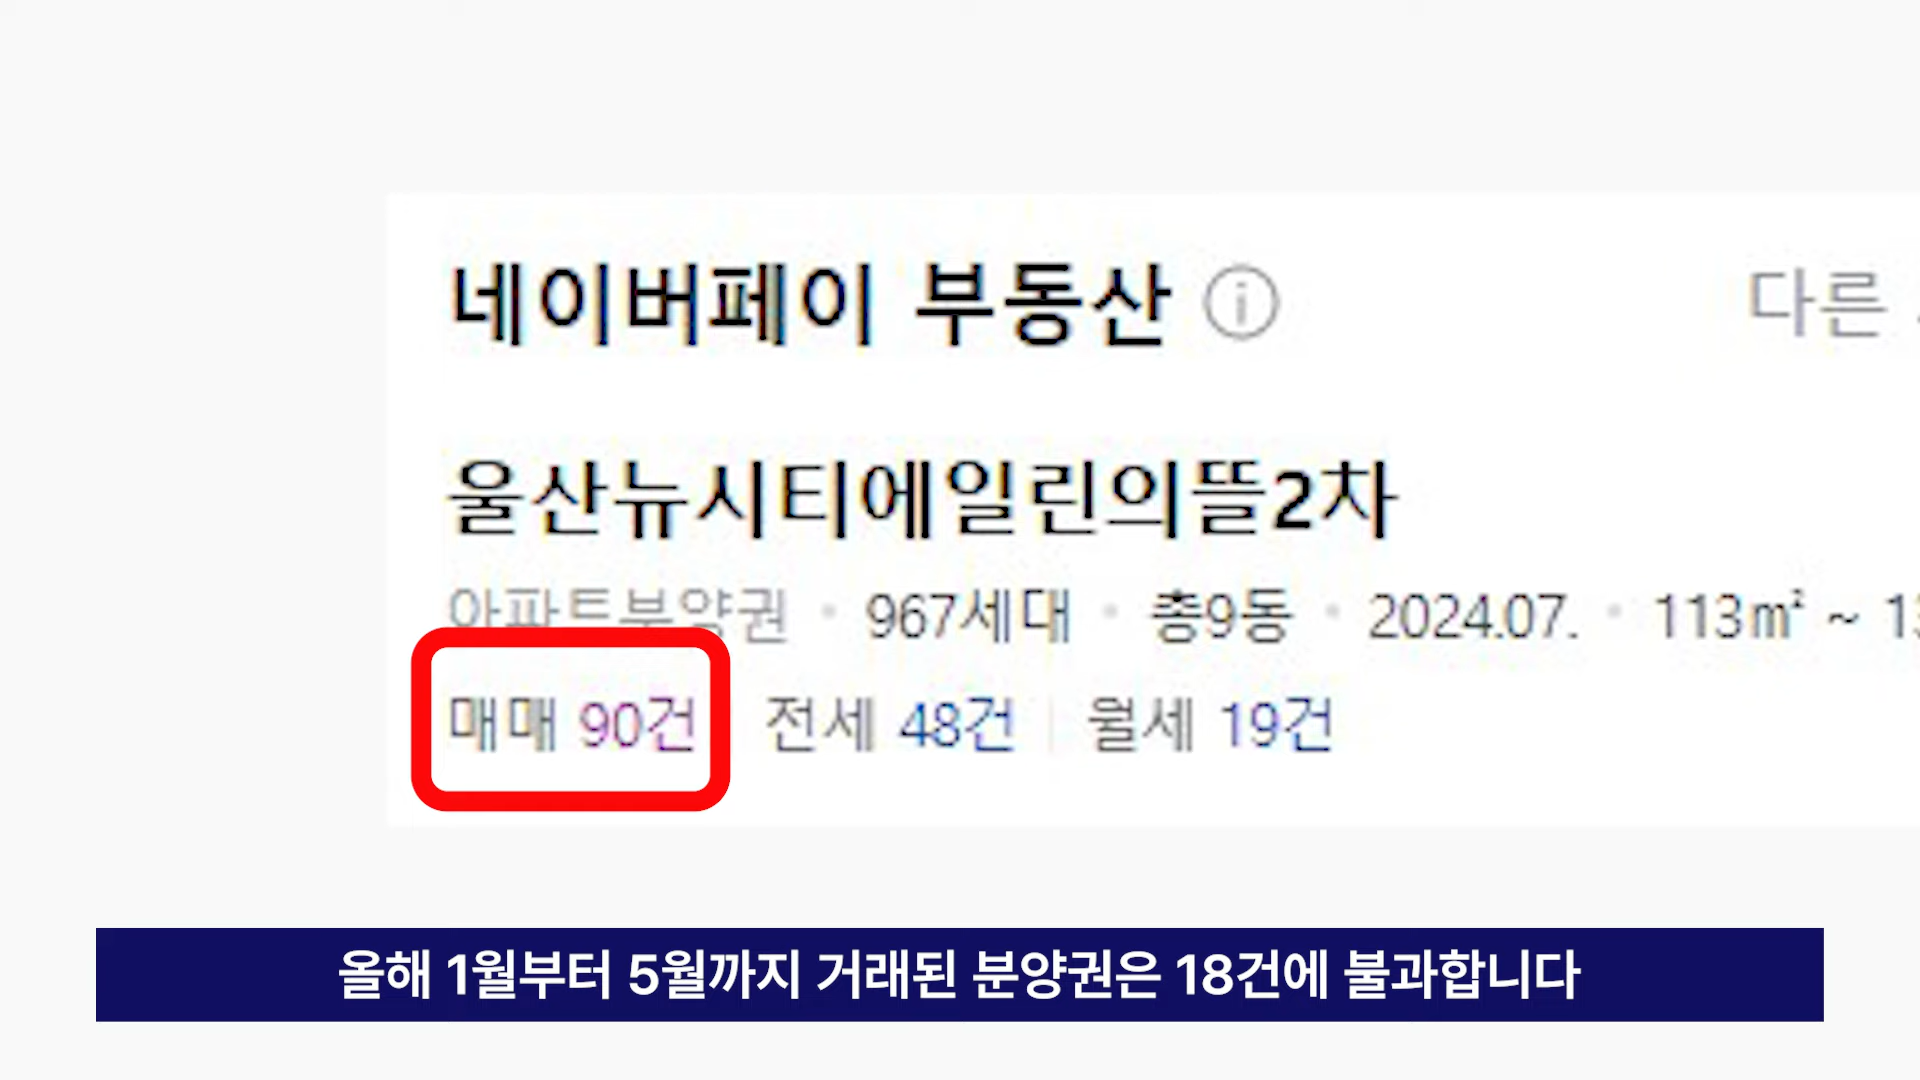 네이버페이 부동산
다른
울산뉴시티에일린의뜰2차
아파트분양권 · 967세대 · 총9동 · 2024.07. · 113㎡ ~ 13
매매 90건 전세 48건 월세 19건
올해 1월부터 5월까지 거래된 분양권은 18건에 불과합니다